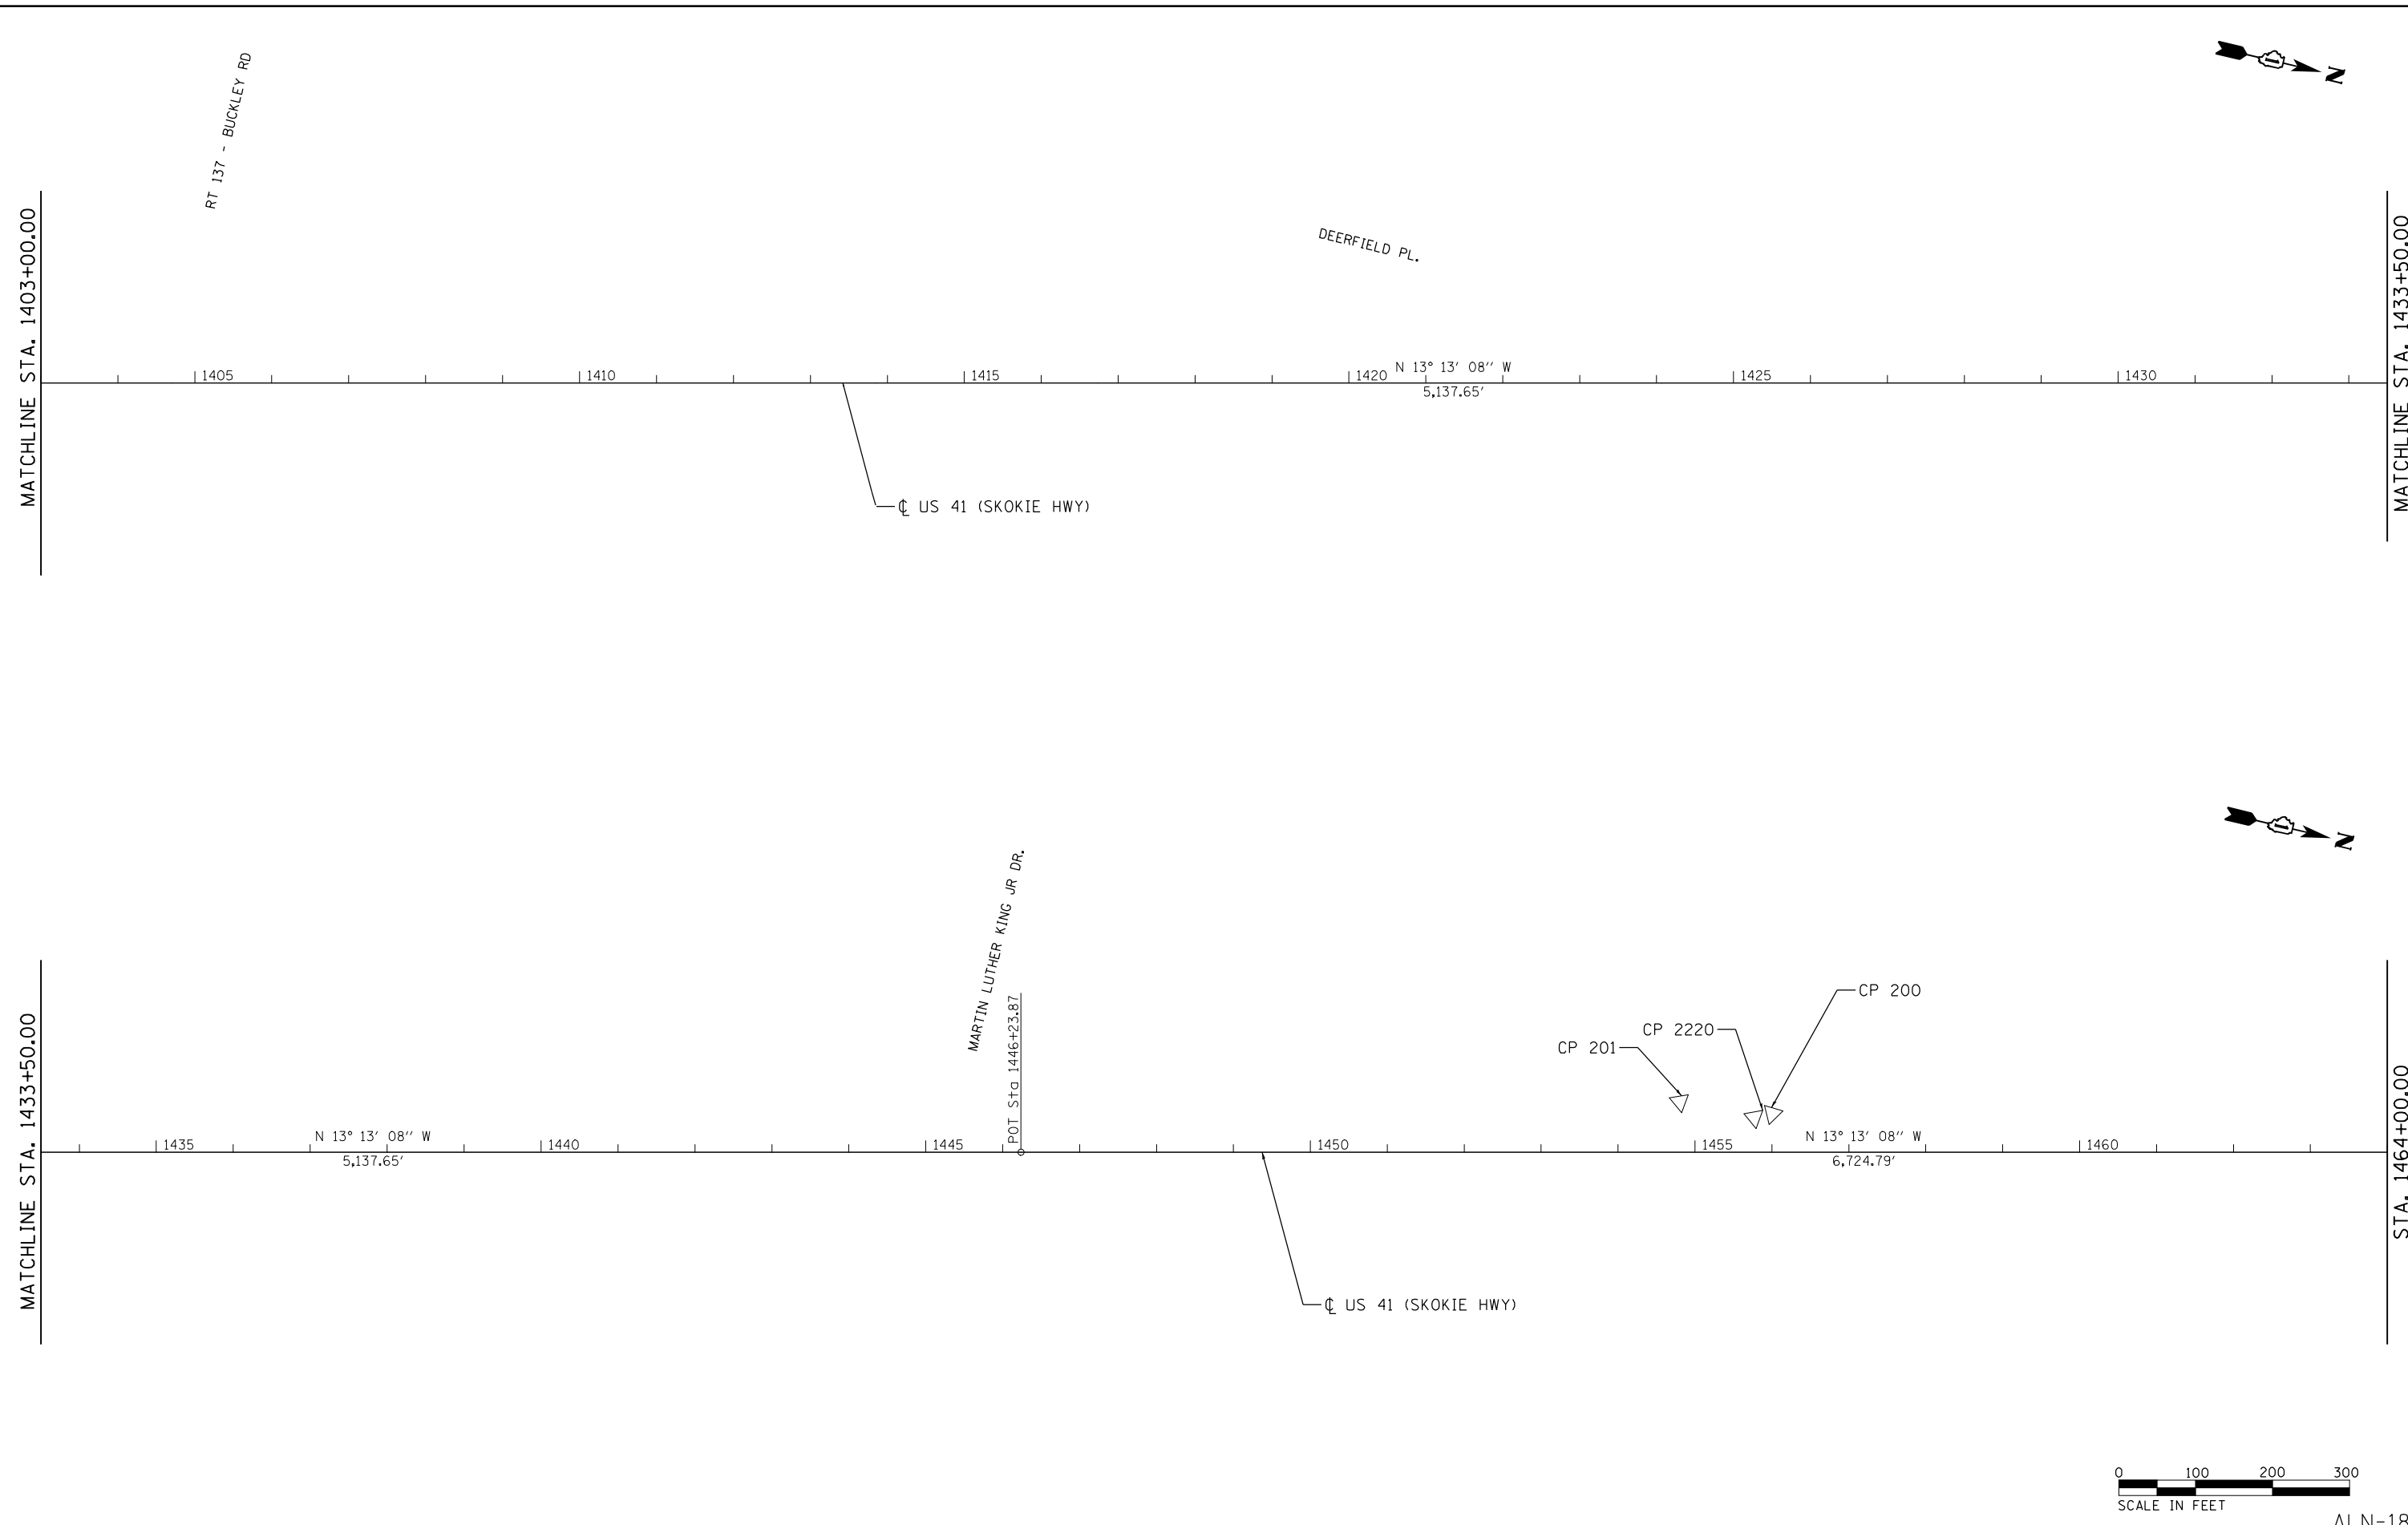 N
RT 137 - BUCKLEY RD
DEERFIELD PL.
MATCHLINE STA. 1403+00.00
MATCHLINE STA. 1433+50.00
N 13° 13' 08'' W
1405
1410
1415
1420
1425
1430
5,137.65'
℄ US 41 (SKOKIE HWY)
N
MARTIN LUTHER KING JR DR.
POT Sta 1446+23.87
CP 200
CP 2220
CP 201
MATCHLINE STA. 1433+50.00
STA. 1464+00.00
N 13° 13' 08'' W
N 13° 13' 08'' W
1435
1440
1445
1450
1455
1460
5,137.65'
6,724.79'
℄ US 41 (SKOKIE HWY)
0 100 200 300
SCALE IN FEET
ALN-18